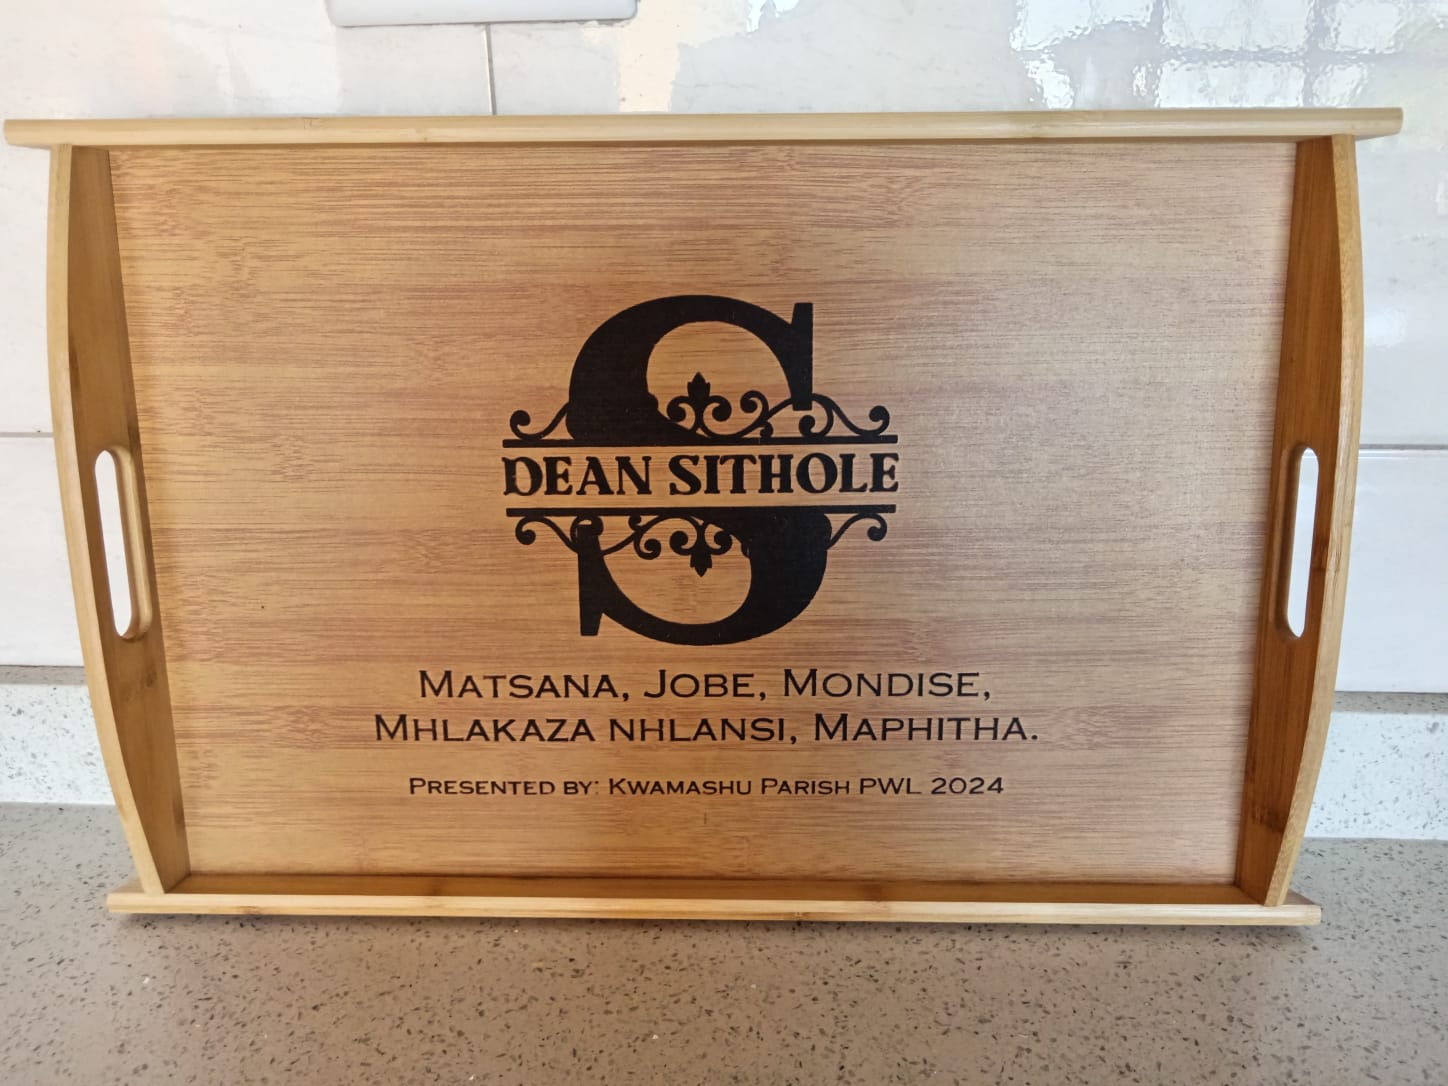 S
DEAN SITHOLE
MATSANA, JOBE, MONDISE,
MHLAKAZA NHLANSI, MAPHITHA.
PRESENTED BY: KWAMASHU PARISH PWL 2024